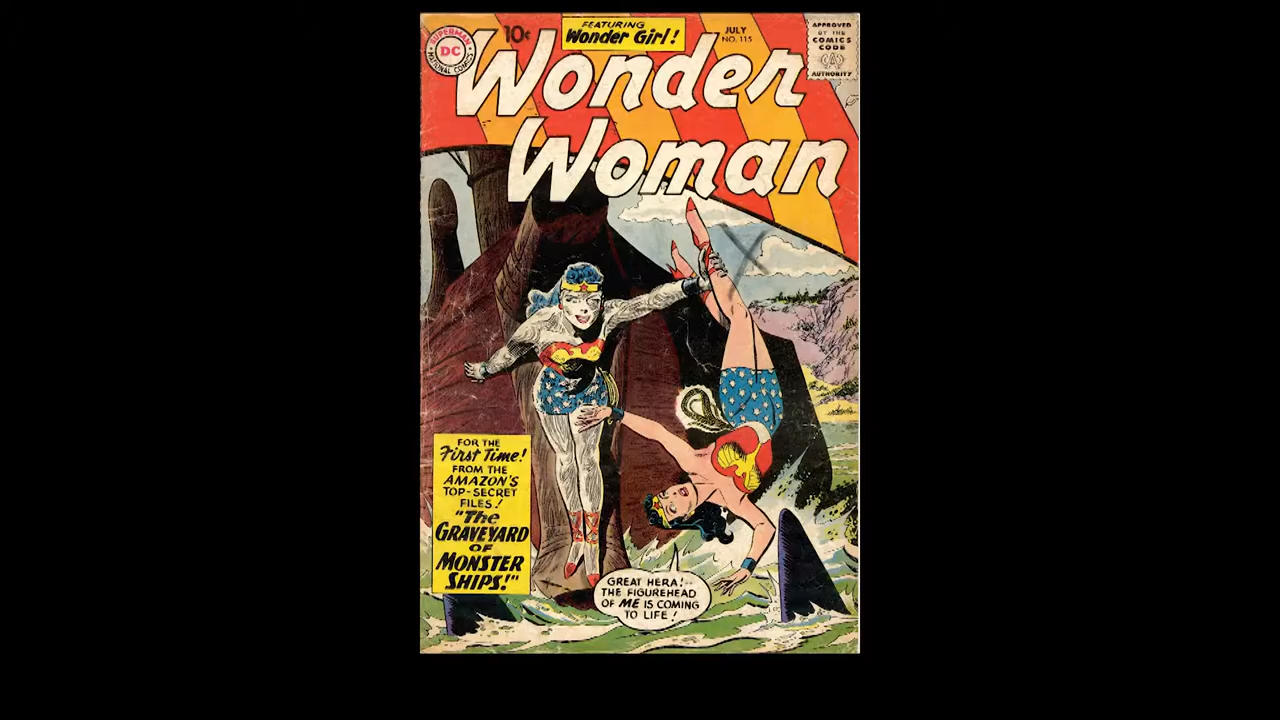 SUPERMAN
DC
NATIONAL COMICS
10¢
FEATURING
Wonder Girl!
JULY
NO. 115
APPROVED
BY THE
COMICS
CODE
CA
AUTHORITY
Wonder
Woman
FOR THE
First Time!
FROM THE
AMAZON'S
TOP-SECRET
FILES!
"The
GRAVEYARD
OF
MONSTER
SHIPS!"
GREAT HERA!--
THE FIGUREHEAD
OF ME IS COMING
TO LIFE!